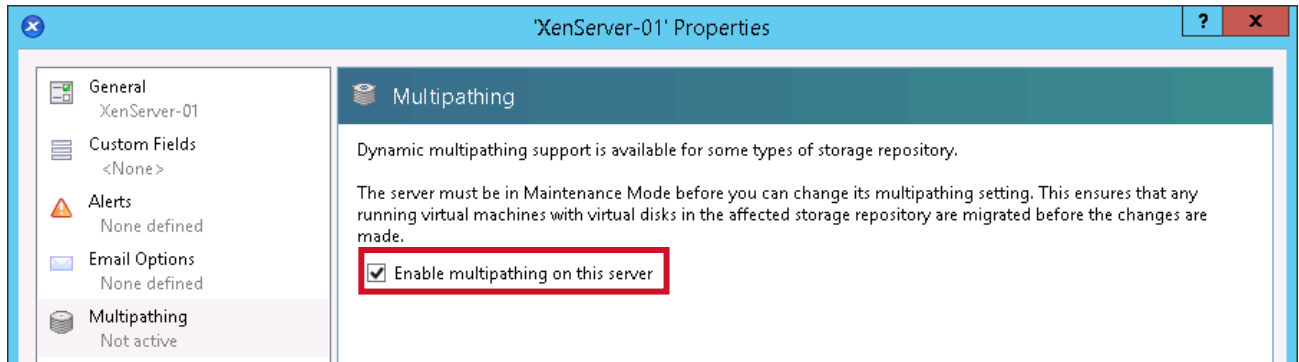 'XenServer-01' Properties
?
x
General
XenServer-01
Custom Fields
<None>
Alerts
None defined
Email Options
None defined
Multipathing
Not active
Multipathing
Dynamic multipathing support is available for some types of storage repository.
The server must be in Maintenance Mode before you can change its multipathing setting. This ensures that any
running virtual machines with virtual disks in the affected storage repository are migrated before the changes are
made.
Enable multipathing on this server